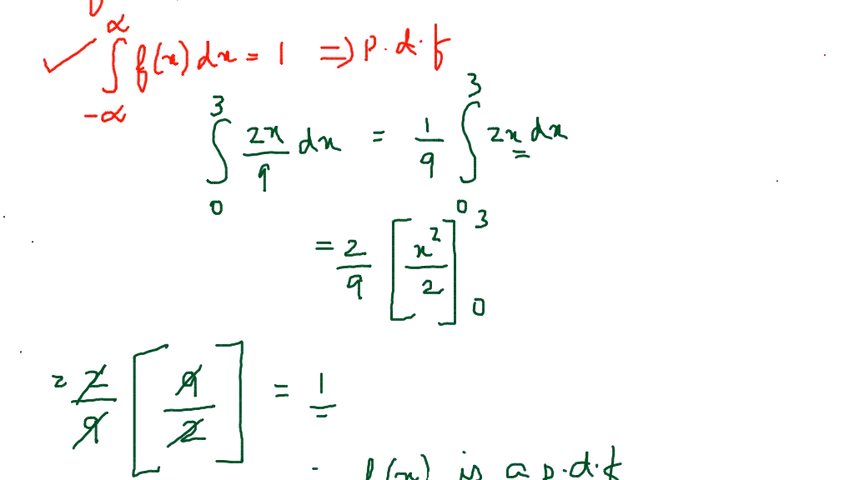 ∫_{-∝}^{∝} f(x) dx = 1 ⇒ p.d.f
∫_0^3 2x/9 dx = 1/9 ∫_0^3 2x dx
= 2/9 [x²/2]_0^3
= 2/9 [9/2] = 1
∴ f(x) is a p.d.f